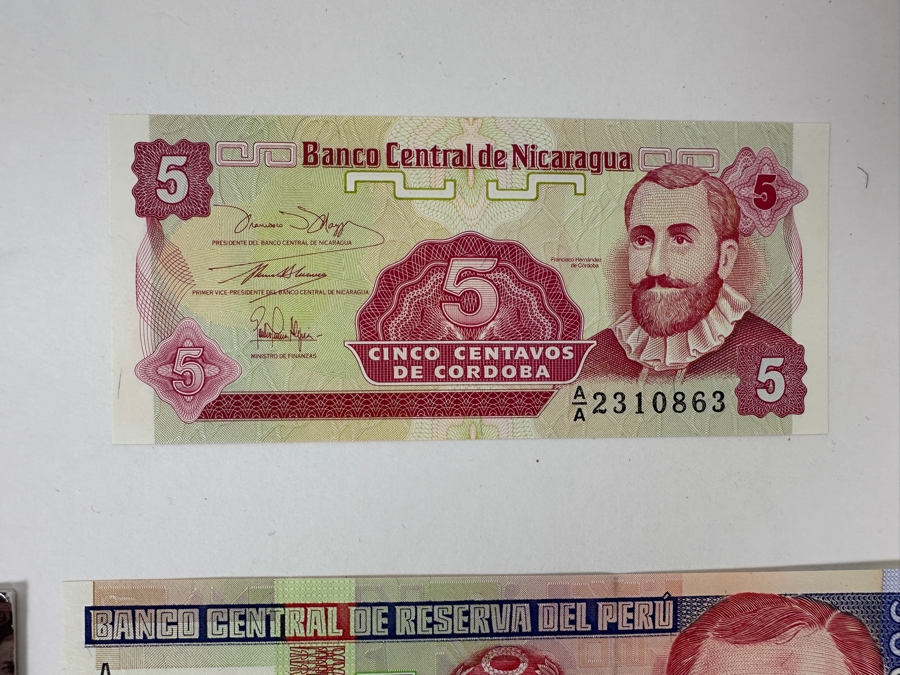 Banco Central de Nicaragua
5
5
PRESIDENTE DEL BANCO CENTRAL DE NICARAGUA
Francisco Hernández
de Córdoba
PRIMER VICE-PRESIDENTE DEL BANCO CENTRAL DE NICARAGUA
5
MINISTRO DE FINANZAS
CINCO CENTAVOS
DE CORDOBA
5
5
A/A 2310863
BANCO CENTRAL DE RESERVA DEL PERÚ
A